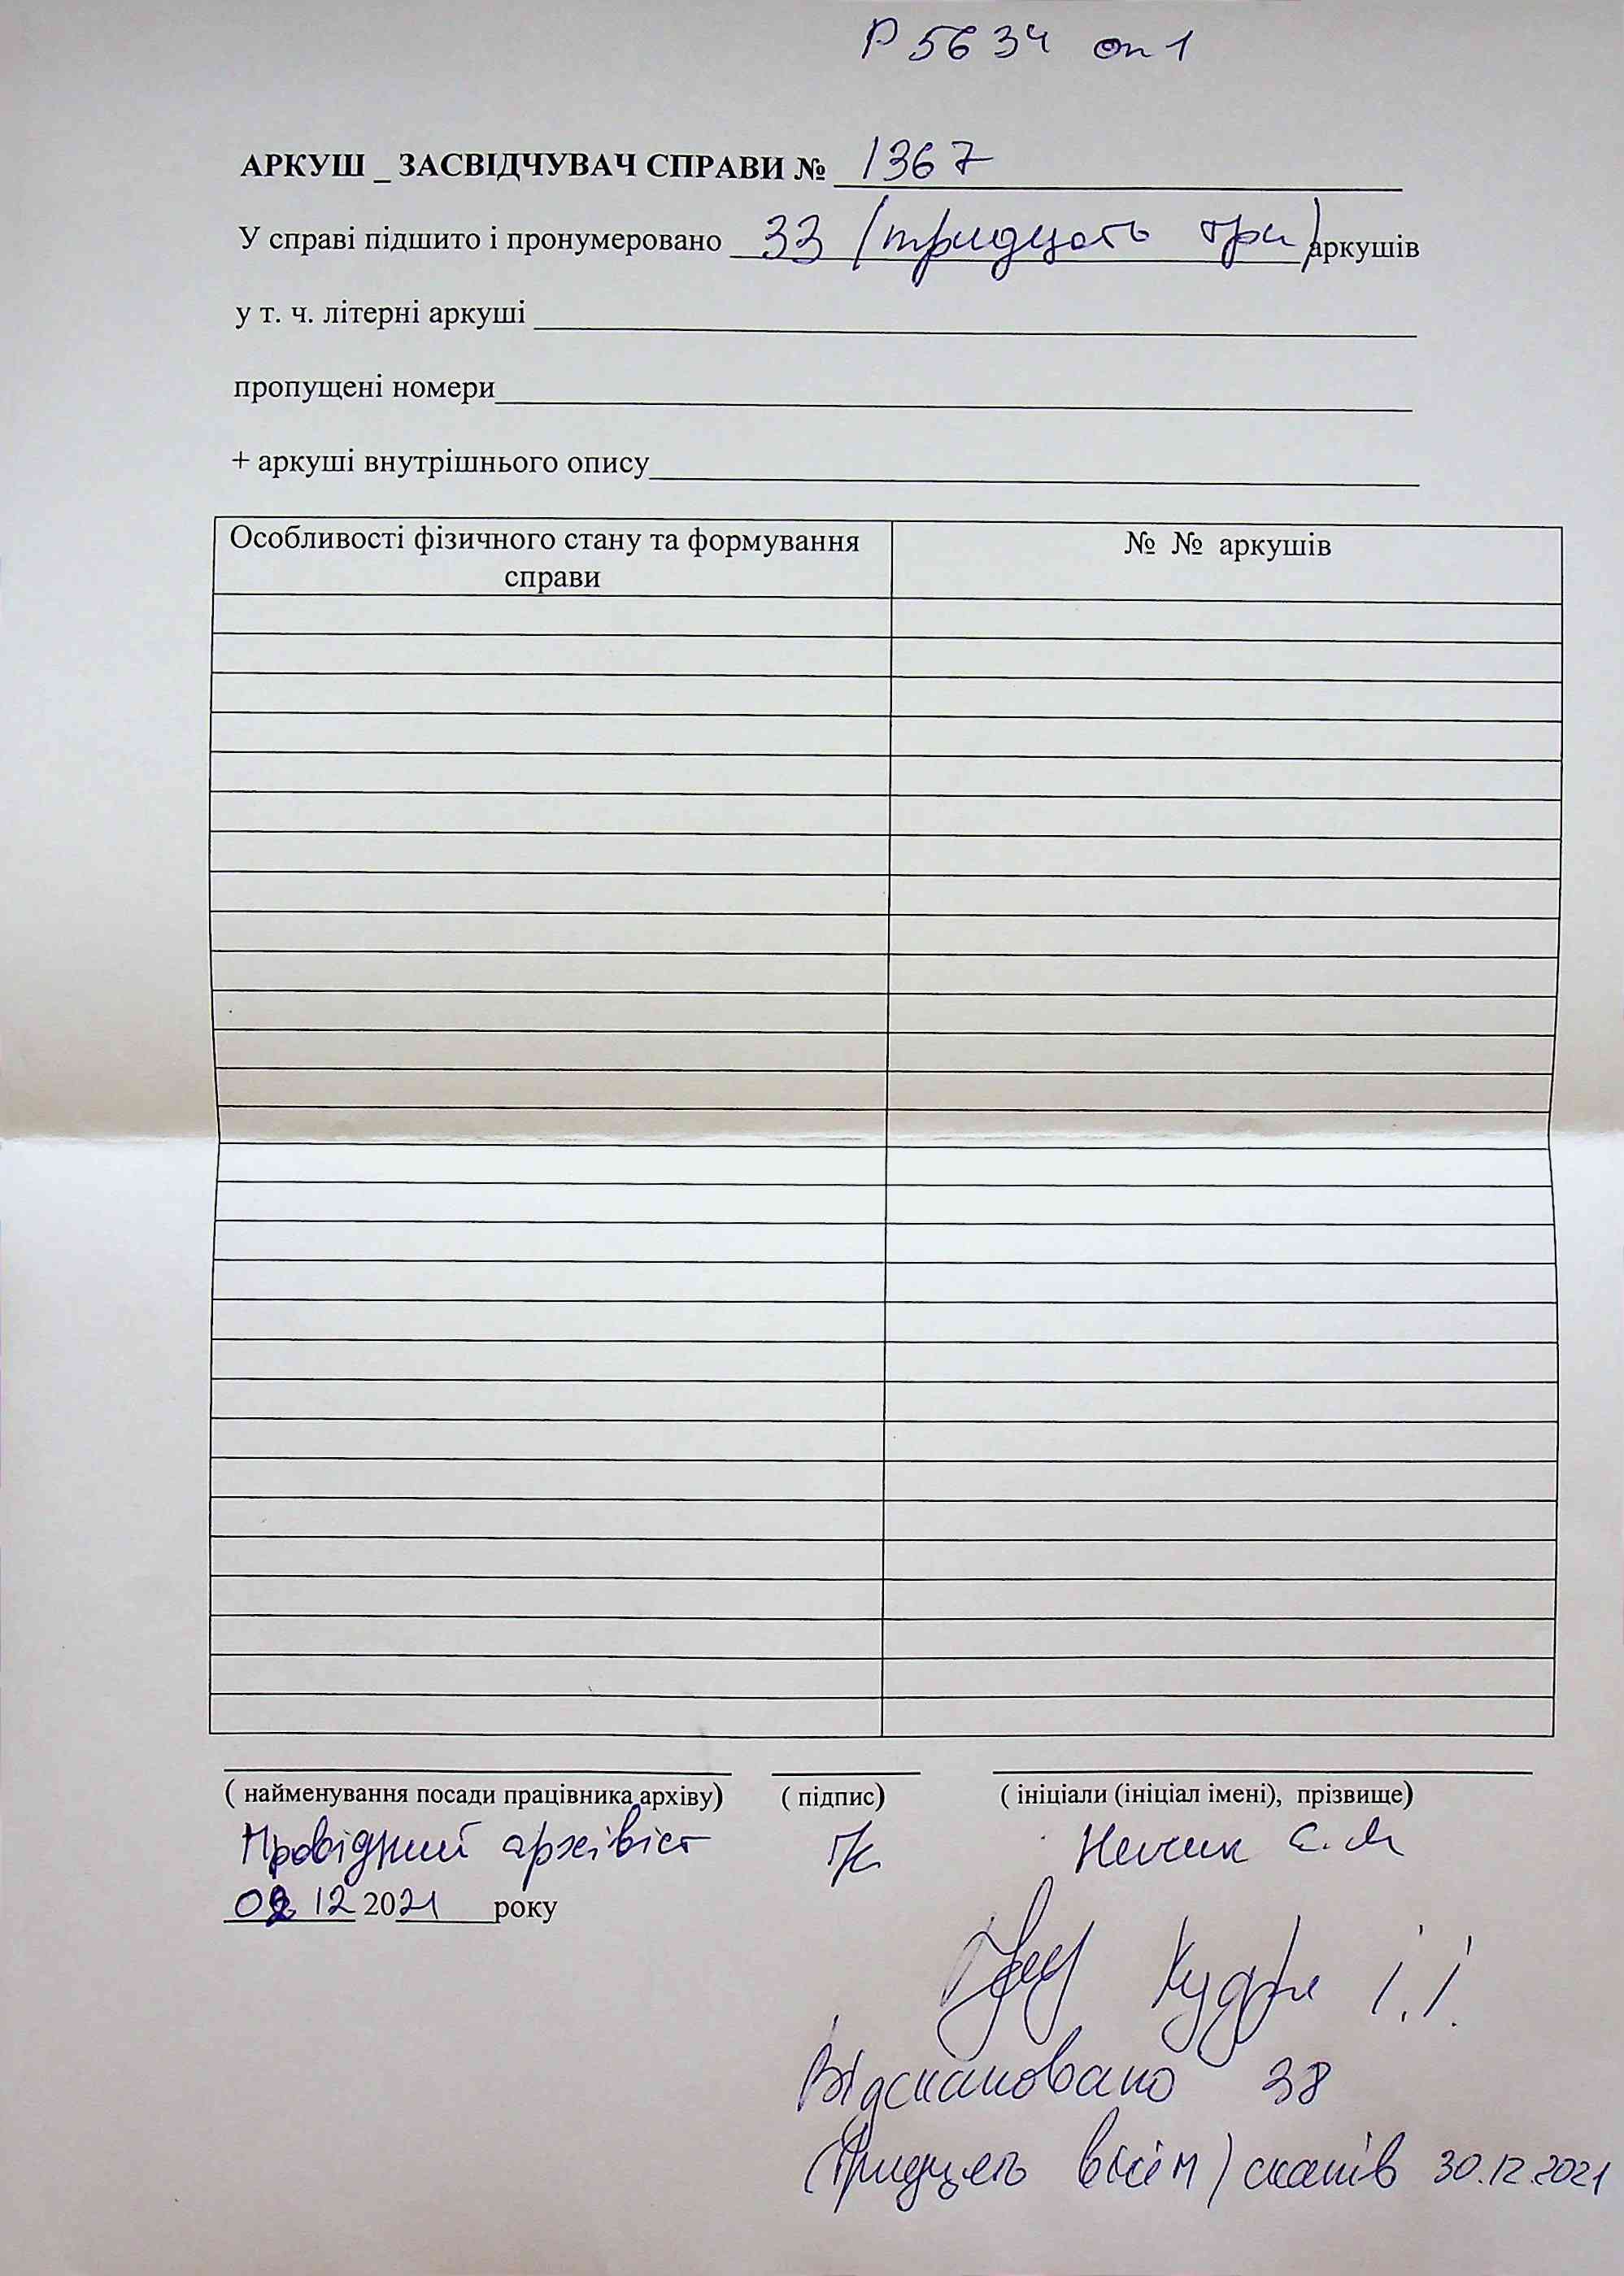 Р 5634 оп 1
АРКУШ _ ЗАСВІДЧУВАЧ СПРАВИ № 1367
У справі підшито і пронумеровано 33 (тридцять три) аркушів
у т. ч. літерні аркуші
пропущені номери
+ аркуші внутрішнього опису
Особливості фізичного стану та формування справи № № аркушів
( найменування посади працівника архіву) ( підпис) ( ініціали (ініціал імені), прізвище)
Провідний архівіст Є. М
12 2021 року
Кудря І.І.
Відскановано 38
(тридцять вісім) сканів 30.12.2021